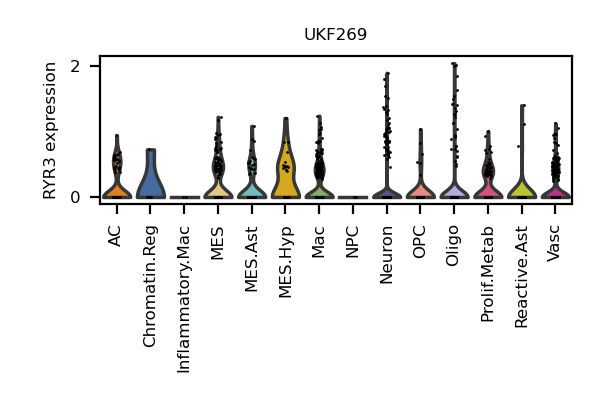 UKF269
RYR3 expression
2
0
AC
Chromatin.Reg
Inflammatory.Mac
MES
MES.Ast
MES.Hyp
Mac
NPC
Neuron
OPC
Oligo
Prolif.Metab
Reactive.Ast
Vasc